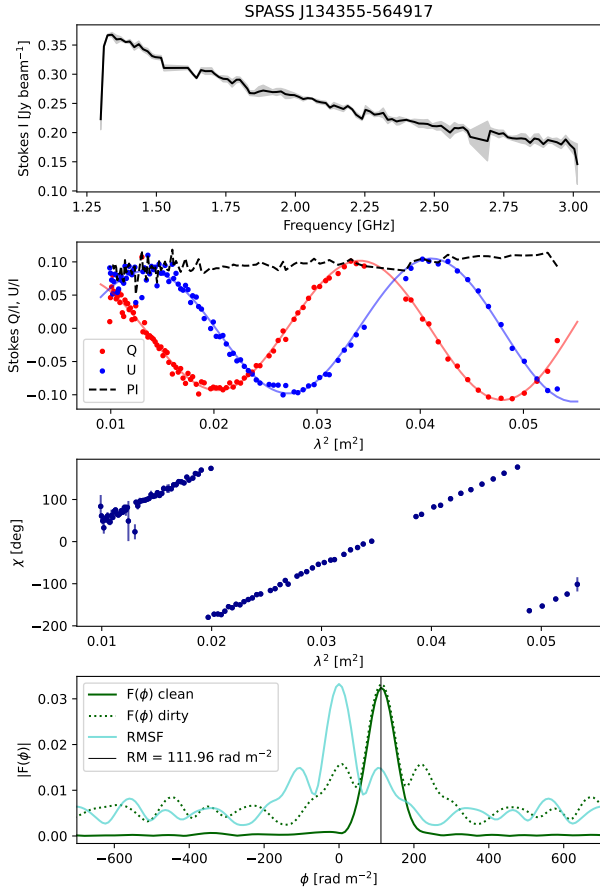 SPASS J134355-564917
Stokes I [Jy beam⁻¹]
0.35
0.30
0.25
0.20
0.15
0.10
1.25 1.50 1.75 2.00 2.25 2.50 2.75 3.00
Frequency [GHz]
Stokes Q/I, U/I
0.10
0.05
0.00
−0.05
−0.10
Q
U
PI
0.01 0.02 0.03 0.04 0.05
λ² [m²]
χ [deg]
100
0
−100
−200
0.01 0.02 0.03 0.04 0.05
λ² [m²]
|F(ϕ)|
0.03
0.02
0.01
0.00
F(ϕ) clean
F(ϕ) dirty
RMSF
RM = 111.96 rad m⁻²
−600 −400 −200 0 200 400 600
ϕ [rad m⁻²]